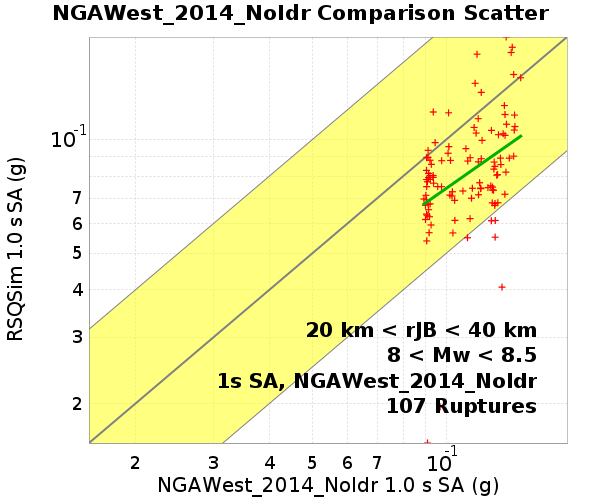 NGAWest_2014_NoIdr Comparison Scatter
RSQSim 1.0 s SA (g)
10-1
7
6
5
4
3
2
20 km < rJB < 40 km
8 < Mw < 8.5
1s SA, NGAWest_2014_NoIdr
107 Ruptures
2 3 4 5 6 7 10-1
NGAWest_2014_NoIdr 1.0 s SA (g)